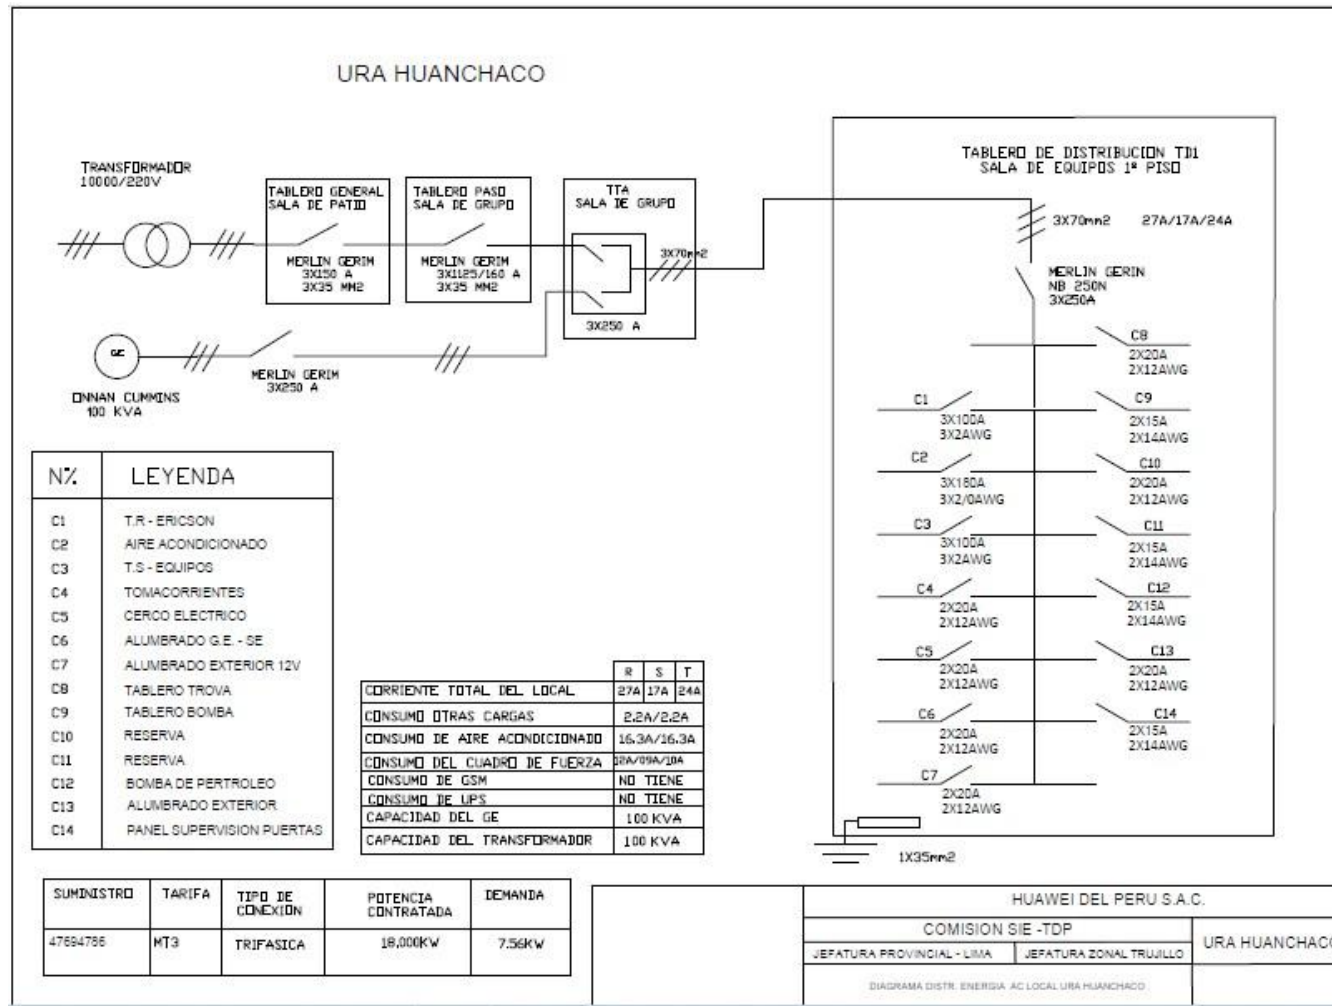 URA HUANCHACO
TRANSFORMADOR
10000/220V
TABLERO GENERAL
SALA DE PATIO
MERLIN GERIM
3X150 A
3X35 MM2
TABLERO PASO
SALA DE GRUPO
MERLIN GERIM
3X1125/160 A
3X35 MM2
TTA
SALA DE GRUPO
3X70mm2
3X250 A
GE
ONNAN CUMMINS
100 KVA
MERLIN GERIM
3X250 A
TABLERO DE DISTRIBUCION TD1
SALA DE EQUIPOS 1ª PISO
3X70mm2 27A/17A/24A
MERLIN GERIN
NB 250N
3X250A
C8
2X20A
2X12AWG
C1
3X100A
3X2AWG
C9
2X15A
2X14AWG
C2
3X160A
3X2/0AWG
C10
2X20A
2X12AWG
C3
3X100A
3X2AWG
C11
2X15A
2X14AWG
C4
2X20A
2X12AWG
C12
2X15A
2X14AWG
C5
2X20A
2X12AWG
C13
2X20A
2X12AWG
C6
2X20A
2X12AWG
C14
2X15A
2X14AWG
C7
2X20A
2X12AWG
1X35mm2
N% LEYENDA
C1 T.R - ERICSON
C2 AIRE ACONDICIONADO
C3 T.S - EQUIPOS
C4 TOMACORRIENTES
C5 CERCO ELECTRICO
C6 ALUMBRADO G.E. - SE
C7 ALUMBRADO EXTERIOR 12V
C8 TABLERO TROVA
C9 TABLERO BOMBA
C10 RESERVA
C11 RESERVA
C12 BOMBA DE PERTROLEO
C13 ALUMBRADO EXTERIOR
C14 PANEL SUPERVISION PUERTAS
R S T
CORRIENTE TOTAL DEL LOCAL 27A 17A 24A
CONSUMO OTRAS CARGAS 2.2A/2.2A
CONSUMO DE AIRE ACONDICIONADO 16.3A/16.3A
CONSUMO DEL CUADRO DE FUERZA 12A/09A/10A
CONSUMO DE GSM NO TIENE
CONSUMO DE UPS NO TIENE
CAPACIDAD DEL GE 100 KVA
CAPACIDAD DEL TRANSFORMADOR 100 KVA
SUMINISTRO TARIFA TIPO DE CONEXION POTENCIA CONTRATADA DEMANDA
47694786 MT3 TRIFASICA 18,000KW 7.56KW
HUAWEI DEL PERU S.A.C.
COMISION SIE -TDP
JEFATURA PROVINCIAL - LIMA JEFATURA ZONAL TRUJILLO
URA HUANCHACO
DIAGRAMA DISTR. ENERGIA AC LOCAL URA HUANCHACO